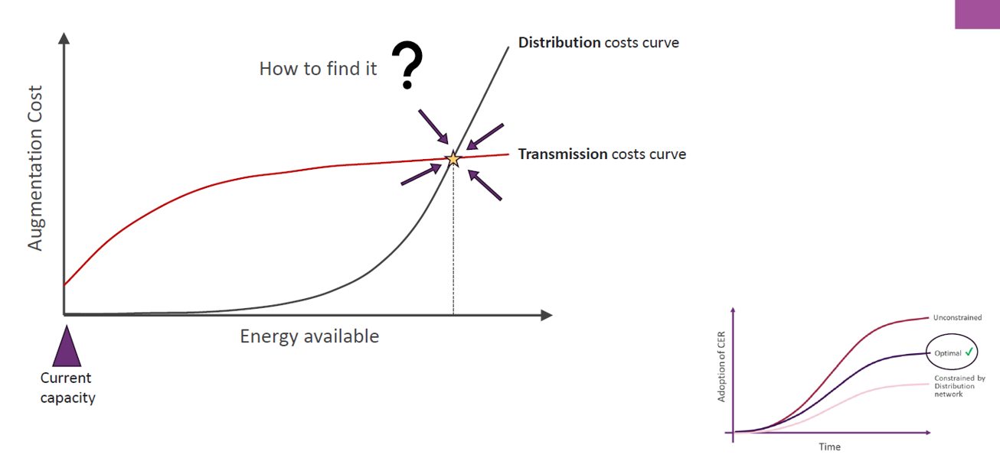 Distribution costs curve
How to find it ?
Transmission costs curve
Augmentation Cost
Energy available
Current
capacity
Adoption of CER
Unconstrained
Optimal ✓
Constrained by
Distribution
network
Time